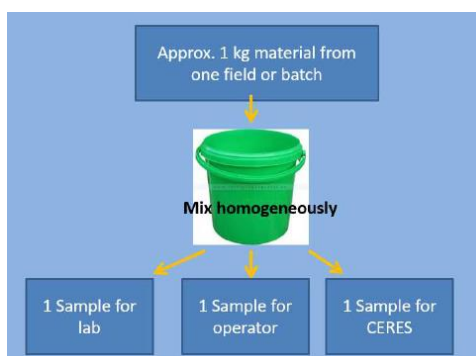 Approx. 1 kg material from
one field or batch
Mix homogeneously
1 Sample for
lab
1 Sample for
operator
1 Sample for
CERES